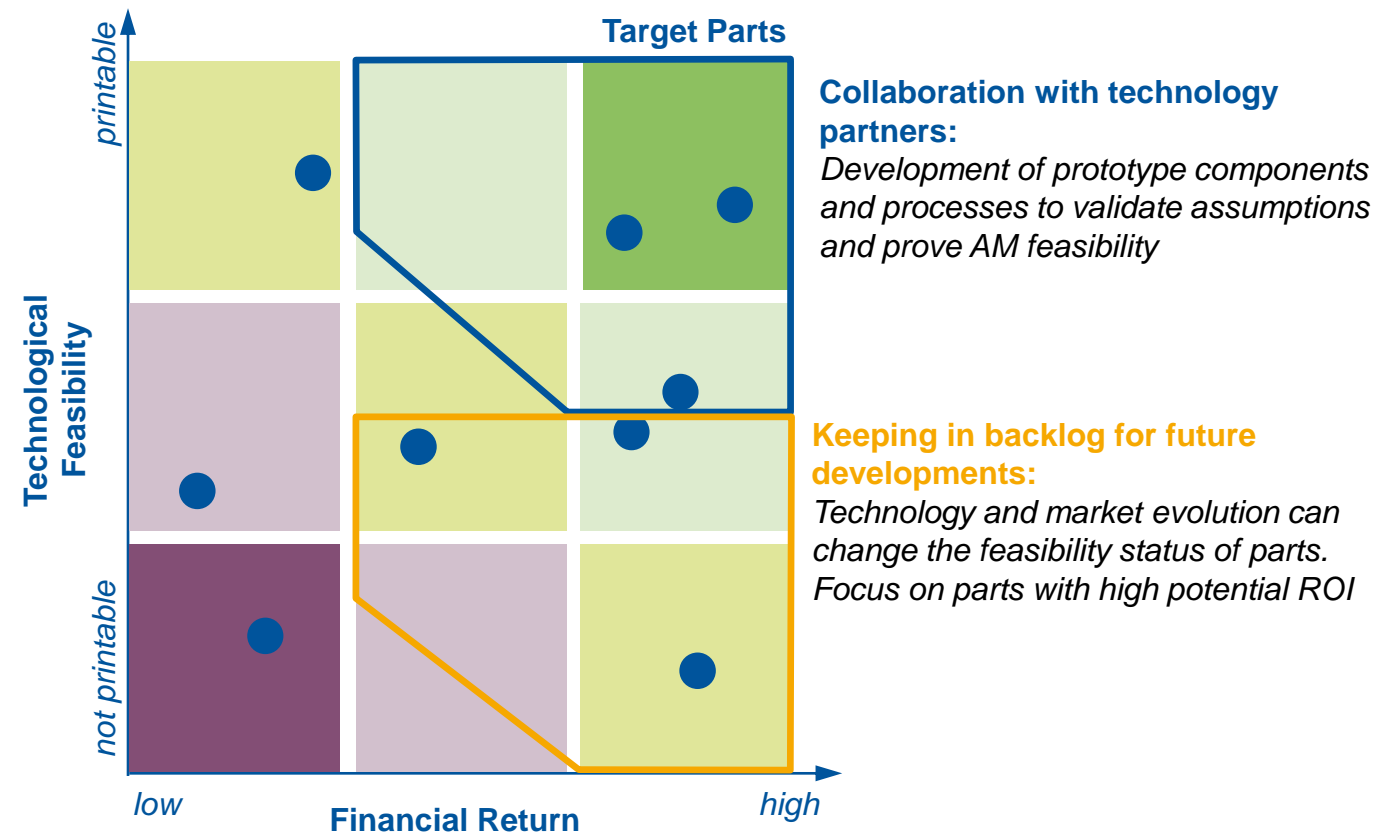 Target Parts
printable
Technological
Feasibility
not printable
low
Financial Return
high
Collaboration with technology
partners:
Development of prototype components
and processes to validate assumptions
and prove AM feasibility
Keeping in backlog for future
developments:
Technology and market evolution can
change the feasibility status of parts.
Focus on parts with high potential ROI